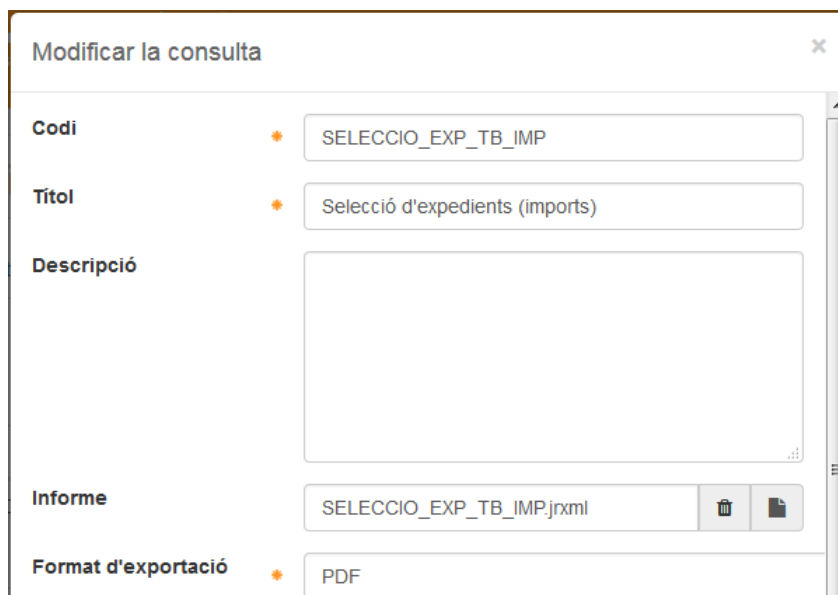 Modificar la consulta
×
Codi
SELECCIO_EXP_TB_IMP
Títol
Selecció d'expedients (imports)
Descripció
Informe
SELECCIO_EXP_TB_IMP.jrxml
Format d'exportació
PDF